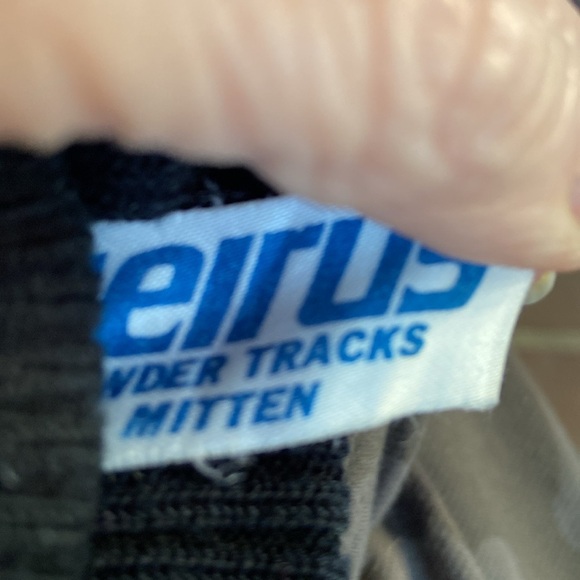 eirus
WDER TRACKS
MITTEN